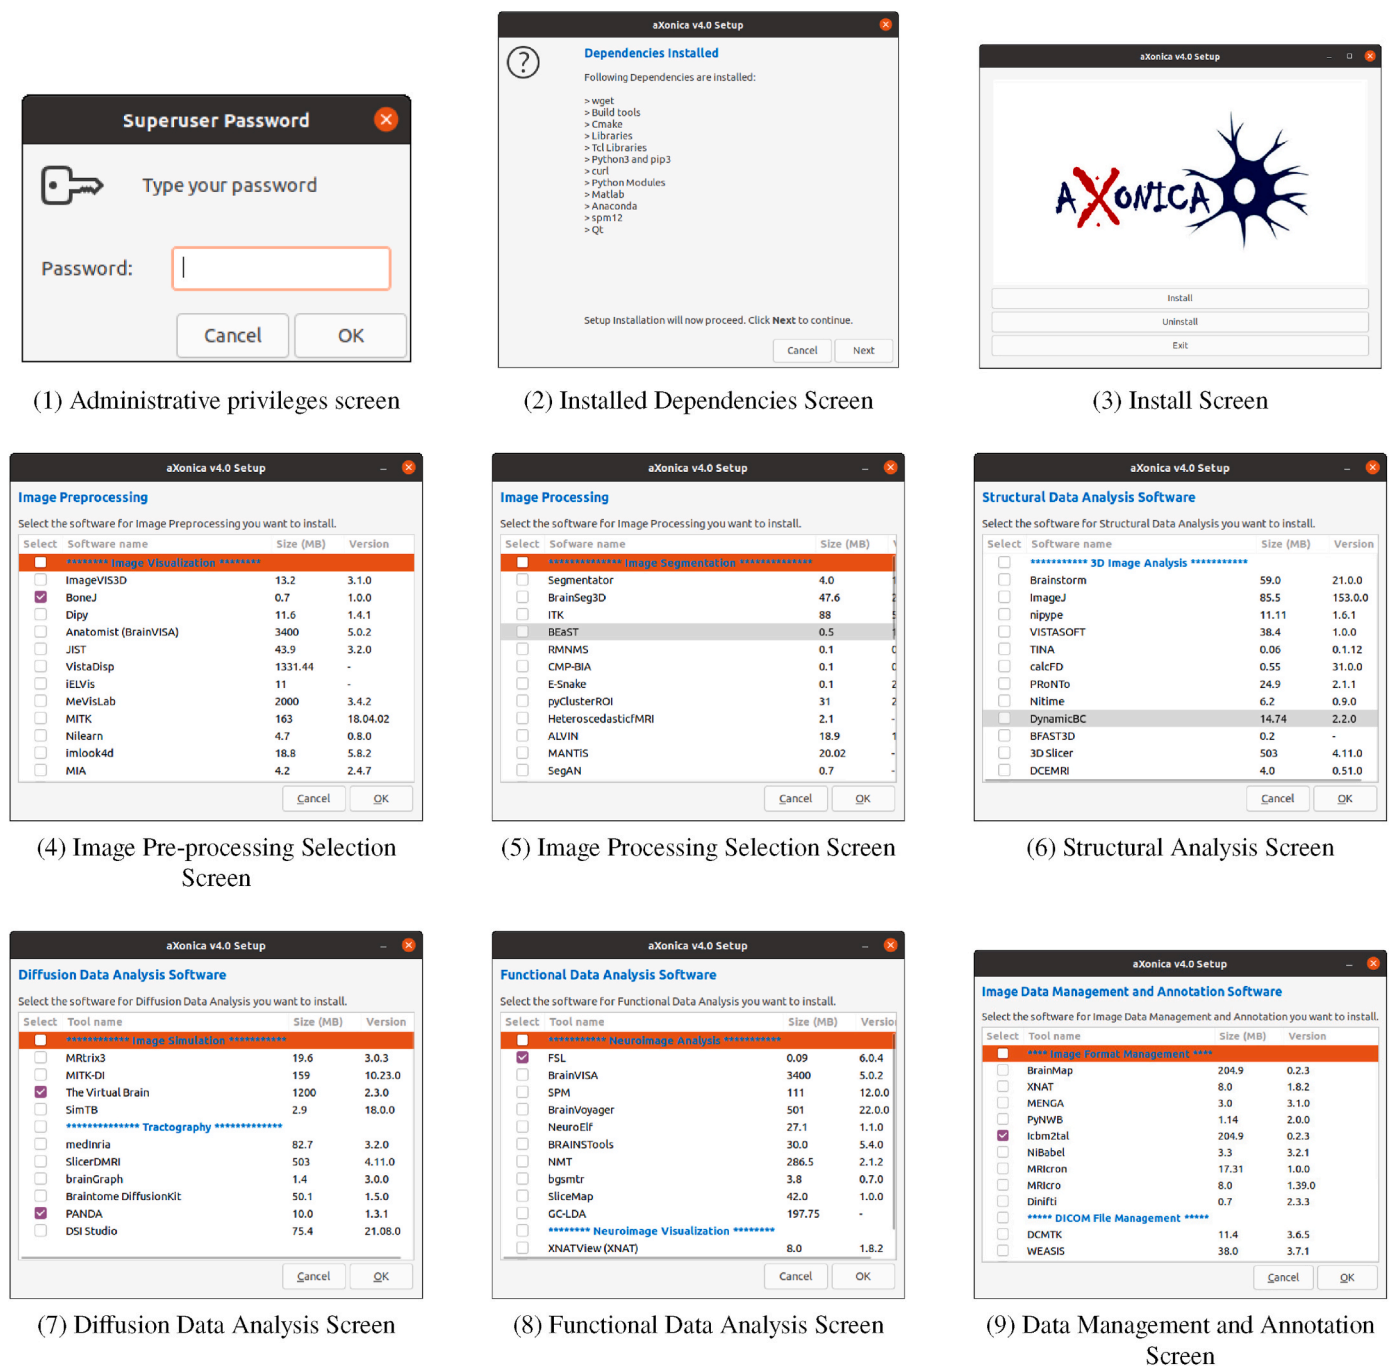 Superuser Password
Type your password
Password:
Cancel OK
(1) Administrative privileges screen
aXonica v4.0 Setup
Dependencies Installed
Following Dependencies are installed:
> wget
> Build tools
> Cmake
> Libraries
> Tcl Libraries
> Python3 and pip3
> curl
> Python Modules
> Matlab
> Anaconda
> spm12
> Qt
Setup Installation will now proceed. Click Next to continue.
Cancel Next
(2) Installed Dependencies Screen
aXonica v4.0 Setup
AXONICA
Install
Uninstall
Exit
(3) Install Screen
aXonica v4.0 Setup
Image Preprocessing
Select the software for Image Preprocessing you want to install.
Select Software name Size (MB) Version
******** Image Visualization ********
ImageVIS3D 13.2 3.1.0
BoneJ 0.7 1.0.0
Dipy 11.6 1.4.1
Anatomist (BrainVISA) 3400 5.0.2
JIST 43.9 3.2.0
VistaDisp 1331.44 -
iELVis 11 -
MeVisLab 2000 3.4.2
MITK 163 18.04.02
Nilearn 4.7 0.8.0
imlook4d 18.8 5.8.2
MIA 4.2 2.4.7
Cancel OK
(4) Image Pre-processing Selection
Screen
aXonica v4.0 Setup
Image Processing
Select the software for Image Processing you want to install.
Select Software name Size (MB)
************** Image Segmentation **************
Segmentator 4.0
BrainSeg3D 47.6
ITK 88
BEaST 0.5
RMNMS 0.1
CMP-BIA 0.1
E-Snake 0.1
pyClusterROI 31
HeteroscedasticfMRI 2.1 -
ALVIN 18.9
MANTiS 20.02 -
SegAN 0.7 -
Cancel OK
(5) Image Processing Selection Screen
aXonica v4.0 Setup
Structural Data Analysis Software
Select the software for Structural Data Analysis you want to install.
Select Software name Size (MB) Version
*********** 3D Image Analysis ***********
Brainstorm 59.0 21.0.0
ImageJ 85.5 153.0.0
nipype 11.11 1.6.1
VISTASOFT 38.4 1.0.0
TINA 0.06 0.1.12
calcFD 0.55 31.0.0
PRoNTo 24.9 2.1.1
Nitime 6.2 0.9.0
DynamicBC 14.74 2.2.0
BFAST3D 0.2 -
3D Slicer 503 4.11.0
DCEMRI 4.0 0.51.0
Cancel OK
(6) Structural Analysis Screen
aXonica v4.0 Setup
Diffusion Data Analysis Software
Select the software for Diffusion Data Analysis you want to install.
Select Tool name Size (MB) Version
************ Image Simulation ***********
MRtrix3 19.6 3.0.3
MITK-DI 159 10.23.0
The Virtual Brain 1200 2.3.0
SimTB 2.9 18.0.0
************** Tractography *************
medInria 82.7 3.2.0
SlicerDMRI 503 4.11.0
brainGraph 1.4 3.0.0
Braintome DiffusionKit 50.1 1.5.0
PANDA 10.0 1.3.1
DSI Studio 75.4 21.08.0
Cancel OK
(7) Diffusion Data Analysis Screen
aXonica v4.0 Setup
Functional Data Analysis Software
Select the software for Functional Data Analysis you want to install.
Select Tool name Size (MB) Version
*********** Neuroimage Analysis ***********
FSL 0.09 6.0.4
BrainVISA 3400 5.0.2
SPM 111 12.0.0
BrainVoyager 501 22.0.0
NeuroElf 27.1 1.1.0
BRAINSTools 30.0 5.4.0
NMT 286.5 2.1.2
bgsmtr 3.8 0.7.0
SliceMap 42.0 1.0.0
GC-LDA 197.75 -
******** Neuroimage Visualization ********
XNATView (XNAT) 8.0 1.8.2
Cancel OK
(8) Functional Data Analysis Screen
aXonica v4.0 Setup
Image Data Management and Annotation Software
Select the software for Image Data Management and Annotation you want to install.
Select Tool name Size (MB) Version
**** Image Format Management ****
BrainMap 204.9 0.2.3
XNAT 8.0 1.8.2
MENGA 3.0 3.1.0
PyNWB 1.14 2.0.0
Icbm2tal 204.9 0.2.3
NiBabel 3.3 3.2.1
MRIcron 17.31 1.0.0
MRIcro 8.0 1.39.0
Dinifti 0.7 2.3.3
***** DICOM File Management *****
DCMTK 11.4 3.6.5
WEASIS 38.0 3.7.1
Cancel OK
(9) Data Management and Annotation
Screen